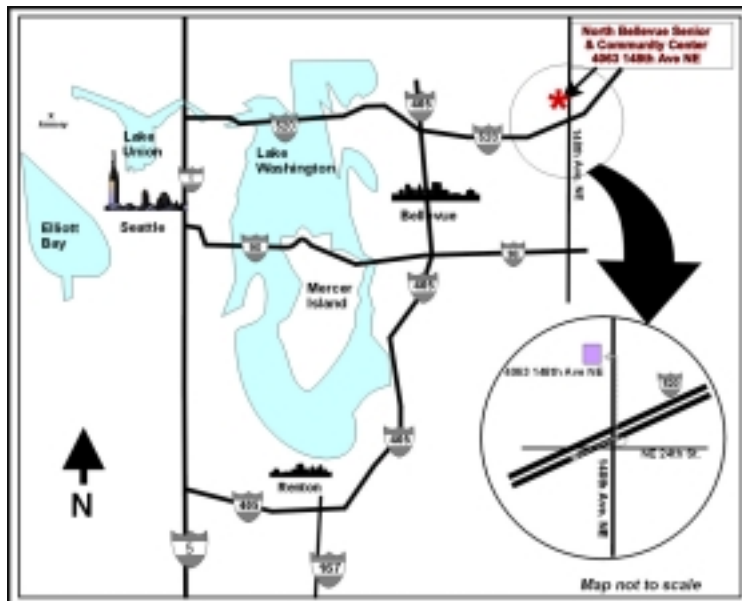 North Bellevue Senior
& Community Center
4063 148th Ave NE
405
520
520
Lake
Union
Lake
Washington
148th Ave, NE
5
Bellevue
Elliott
Bay
Seattle
90
90
Mercer
Island
405
4063 148th Ave NE
520
405
NE 24th St.
148th Ave, NE
Renton
405
N
5
167
Map not to scale